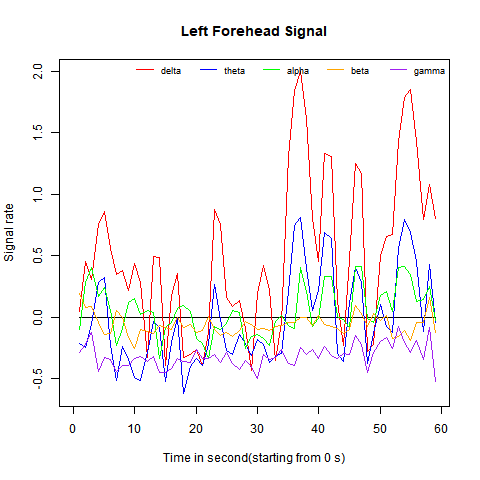 Left Forehead Signal
delta theta alpha beta gamma
Signal rate
2.0
1.5
1.0
0.5
0.0
-0.5
0 10 20 30 40 50 60
Time in second(starting from 0 s)